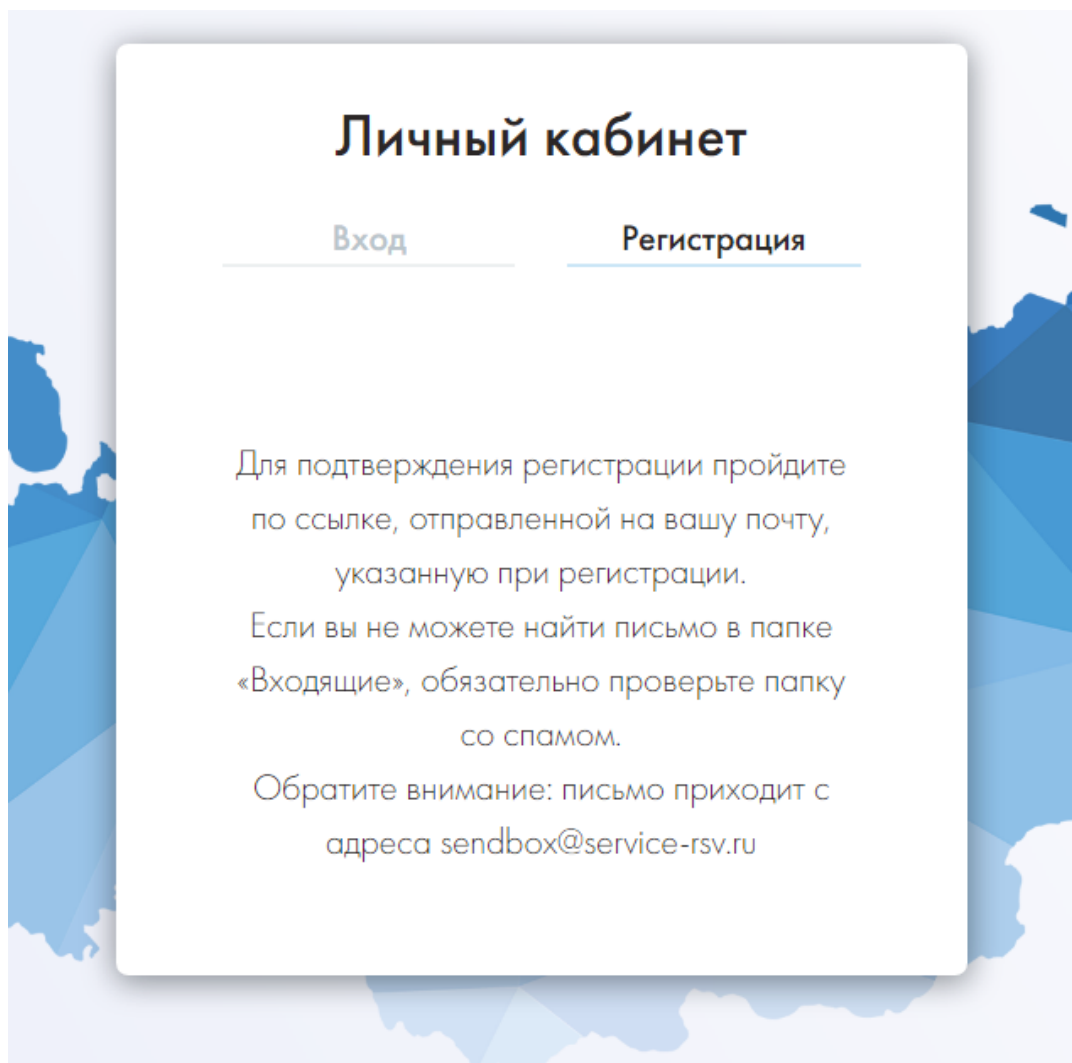 Личный кабинет
Вход
Регистрация
Для подтверждения регистрации пройдите
по ссылке, отправленной на вашу почту,
указанную при регистрации.
Если вы не можете найти письмо в папке
«Входящие», обязательно проверьте папку
со спамом.
Обратите внимание: письмо приходит с
адреса sendbox@service-rsv.ru